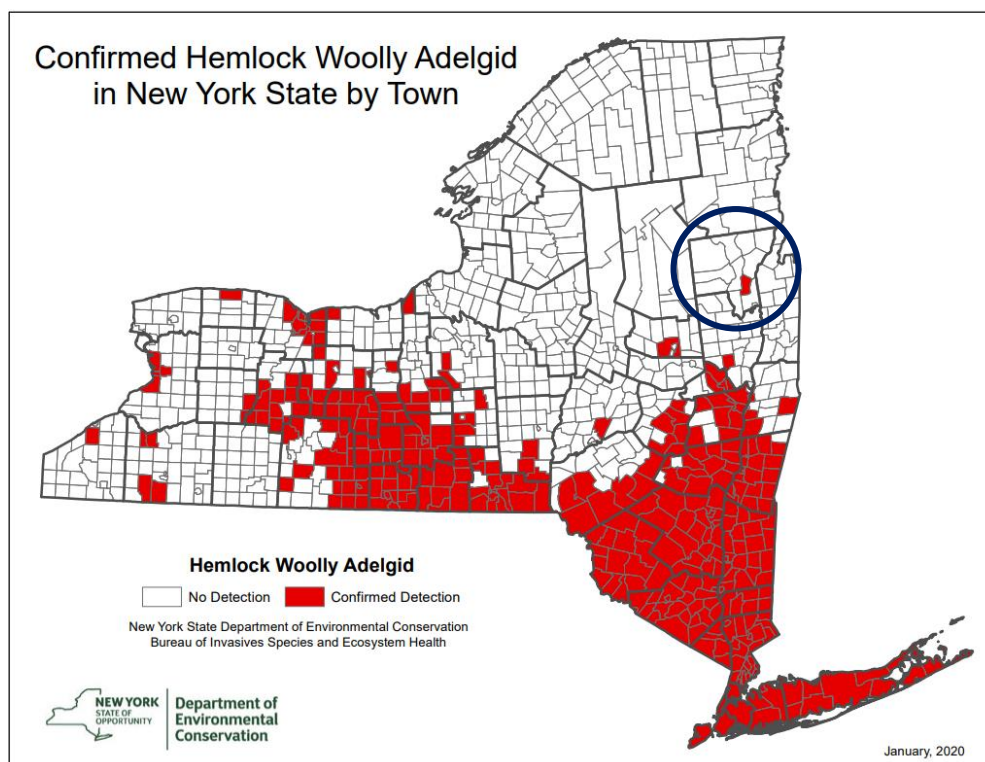 Confirmed Hemlock Woolly Adelgid
in New York State by Town
Hemlock Woolly Adelgid
No Detection
Confirmed Detection
New York State Department of Environmental Conservation
Bureau of Invasives Species and Ecosystem Health
NEW YORK
STATE OF
OPPORTUNITY
Department of
Environmental
Conservation
January, 2020